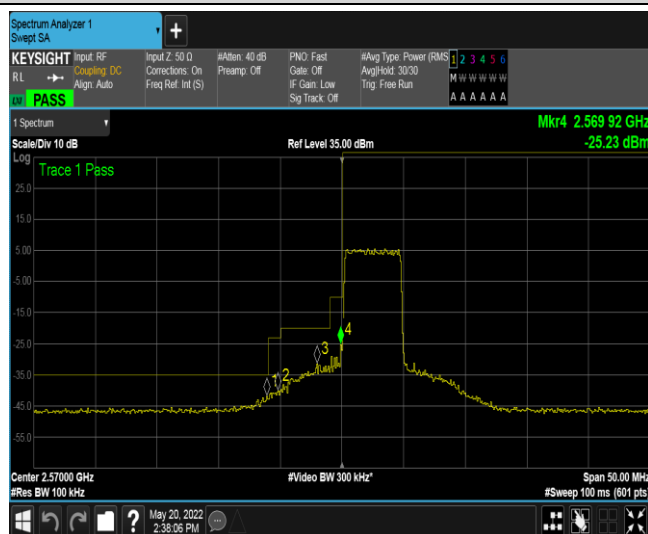 Spectrum Analyzer 1
Swept SA
+
KEYSIGHT
RL
PASS
Input: RF
Coupling: DC
Align: Auto
Input Z: 50 Ω
Corrections: On
Freq Ref: Int (S)
#Atten: 40 dB
Preamp: Off
PNO: Fast
Gate: Off
IF Gain: Low
Sig Track: Off
#Avg Type: Power (RMS
Avg|Hold: 30/30
Trig: Free Run
1 2 3 4 5 6
M W W W W W
A A A A A A
1 Spectrum
Mkr4 2.569 92 GHz
Scale/Div 10 dB
Ref Level 35.00 dBm
-25.23 dBm
Log
Trace 1 Pass
25.0
15.0
5.00
-5.00
-15.0
4
-25.0
3
-35.0
1 2
-45.0
-55.0
Center 2.57000 GHz
#Video BW 300 kHz*
Span 50.00 MHz
#Res BW 100 kHz
#Sweep 100 ms (601 pts)
?
May 20, 2022
2:38:06 PM